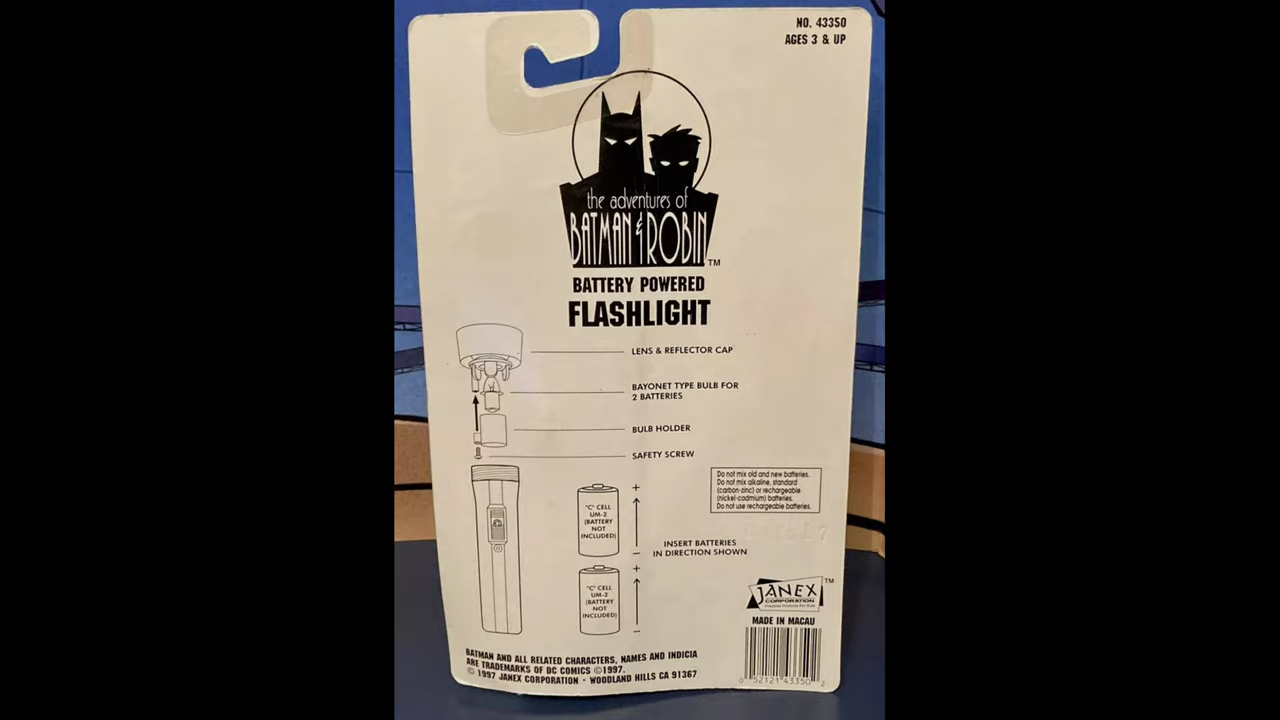 NO. 43350
AGES 3 & UP
the adventures of
BATMAN & ROBIN
TM
BATTERY POWERED
FLASHLIGHT
LENS & REFLECTOR CAP
BAYONET TYPE BULB FOR
2 BATTERIES
BULB HOLDER
SAFETY SCREW
Do not mix old and new batteries.
Do not mix alkaline, standard
(carbon-zinc) or rechargeable
(nickel-cadmium) batteries.
Do not use rechargeable batteries.
+
"C" CELL
UM-2
(BATTERY
NOT
INCLUDED)
−
INSERT BATTERIES
IN DIRECTION SHOWN
+
"C" CELL
UM-2
(BATTERY
NOT
INCLUDED)
−
JANEX TM
CORPORATION
MADE IN MACAU
BATMAN AND ALL RELATED CHARACTERS, NAMES AND INDICIA
ARE TRADEMARKS OF DC COMICS ©1997.
© 1997 JANEX CORPORATION · WOODLAND HILLS CA 91367
0 52121 43350 2